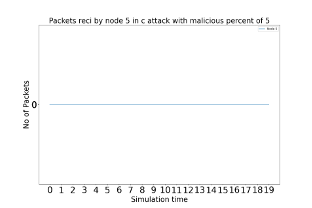 Packets reci by node 5 in c attack with malicious percent of 5
No of Packets
0
0 1 2 3 4 5 6 7 8 9 10 11 12 13 14 15 16 17 18 19
Simulation time